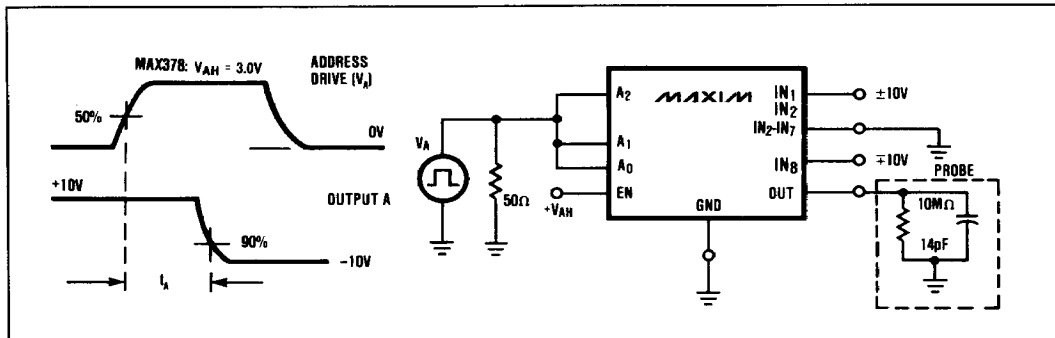 MAX378: VAH = 3.0V
ADDRESS
DRIVE (VA)
50%
0V
+10V
OUTPUT A
90%
−10V
tA
VA
50Ω
+VAH
A2
A1
A0
EN
MAXIM
GND
IN1
IN2
IN2-IN7
IN8
OUT
±10V
∓10V
PROBE
10MΩ
14pF